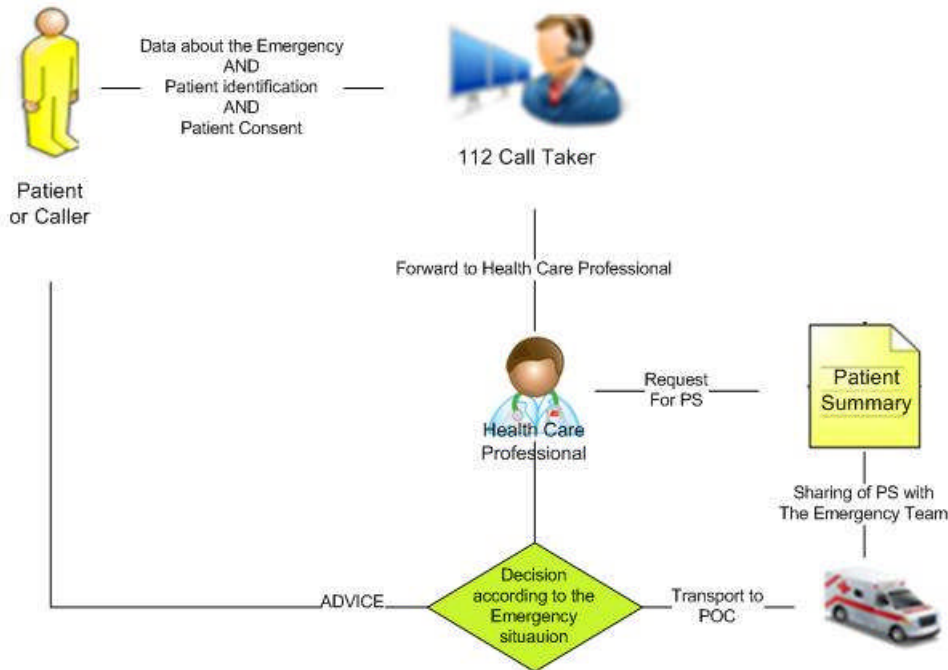 Data about the Emergency
AND
Patient identification
AND
Patient Consent
112 Call Taker
Patient
or Caller
Forward to Health Care Professional
Request
For PS
Patient
Summary
Health Care
Professional
Sharing of PS with
The Emergency Team
Decision
according to the
Emergency
situauion
ADVICE
Transport to
POC